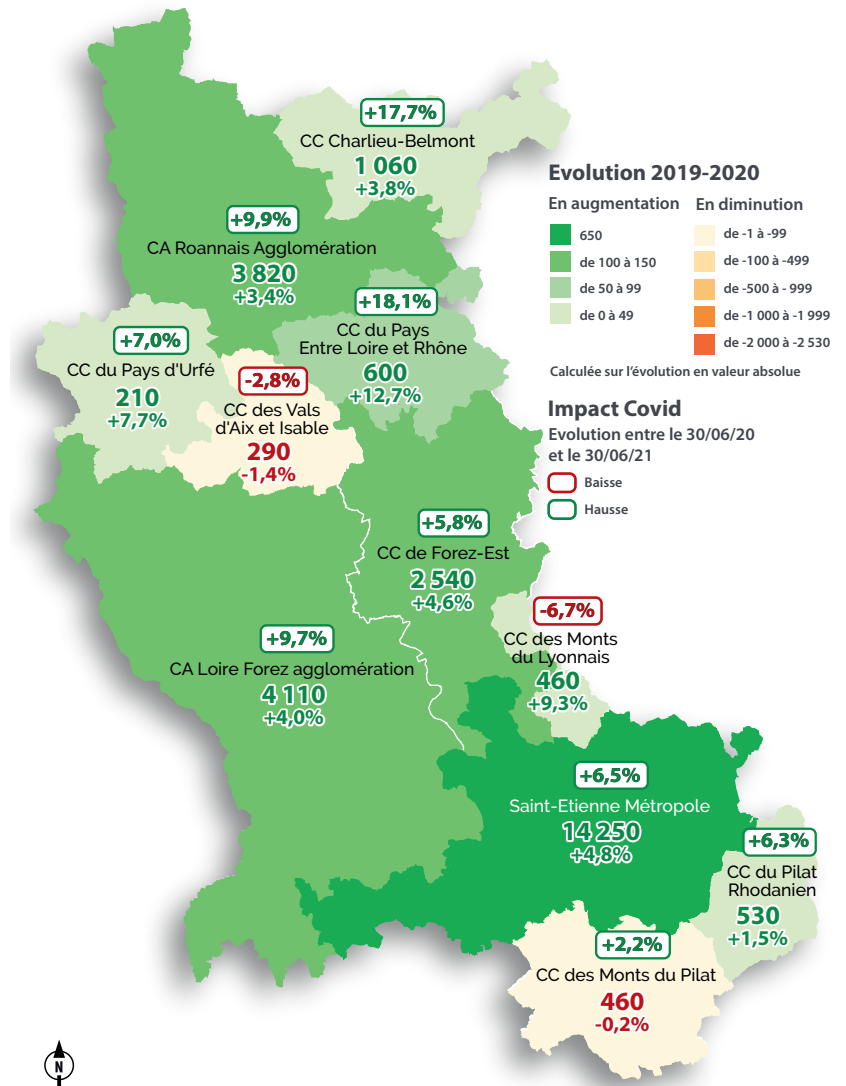 +17,7%
CC Charlieu-Belmont
1 060
+3,8%
+9,9%
CA Roannais Agglomération
3 820
+3,4%
+18,1%
CC du Pays
Entre Loire et Rhône
600
+12,7%
+7,0%
CC du Pays d'Urfé
210
+7,7%
-2,8%
CC des Vals
d'Aix et Isable
290
-1,4%
+5,8%
CC de Forez-Est
2 540
+4,6%
-6,7%
CC des Monts
du Lyonnais
460
+9,3%
+9,7%
CA Loire Forez agglomération
4 110
+4,0%
+6,5%
Saint-Etienne Métropole
14 250
+4,8%
+6,3%
CC du Pilat
Rhodanien
530
+1,5%
+2,2%
CC des Monts du Pilat
460
-0,2%
Evolution 2019-2020
En augmentation
650
de 100 à 150
de 50 à 99
de 0 à 49
En diminution
de -1 à -99
de -100 à -499
de -500 à - 999
de -1 000 à -1 999
de -2 000 à -2 530
Calculée sur l'évolution en valeur absolue
Impact Covid
Evolution entre le 30/06/20
et le 30/06/21
Baisse
Hausse
N